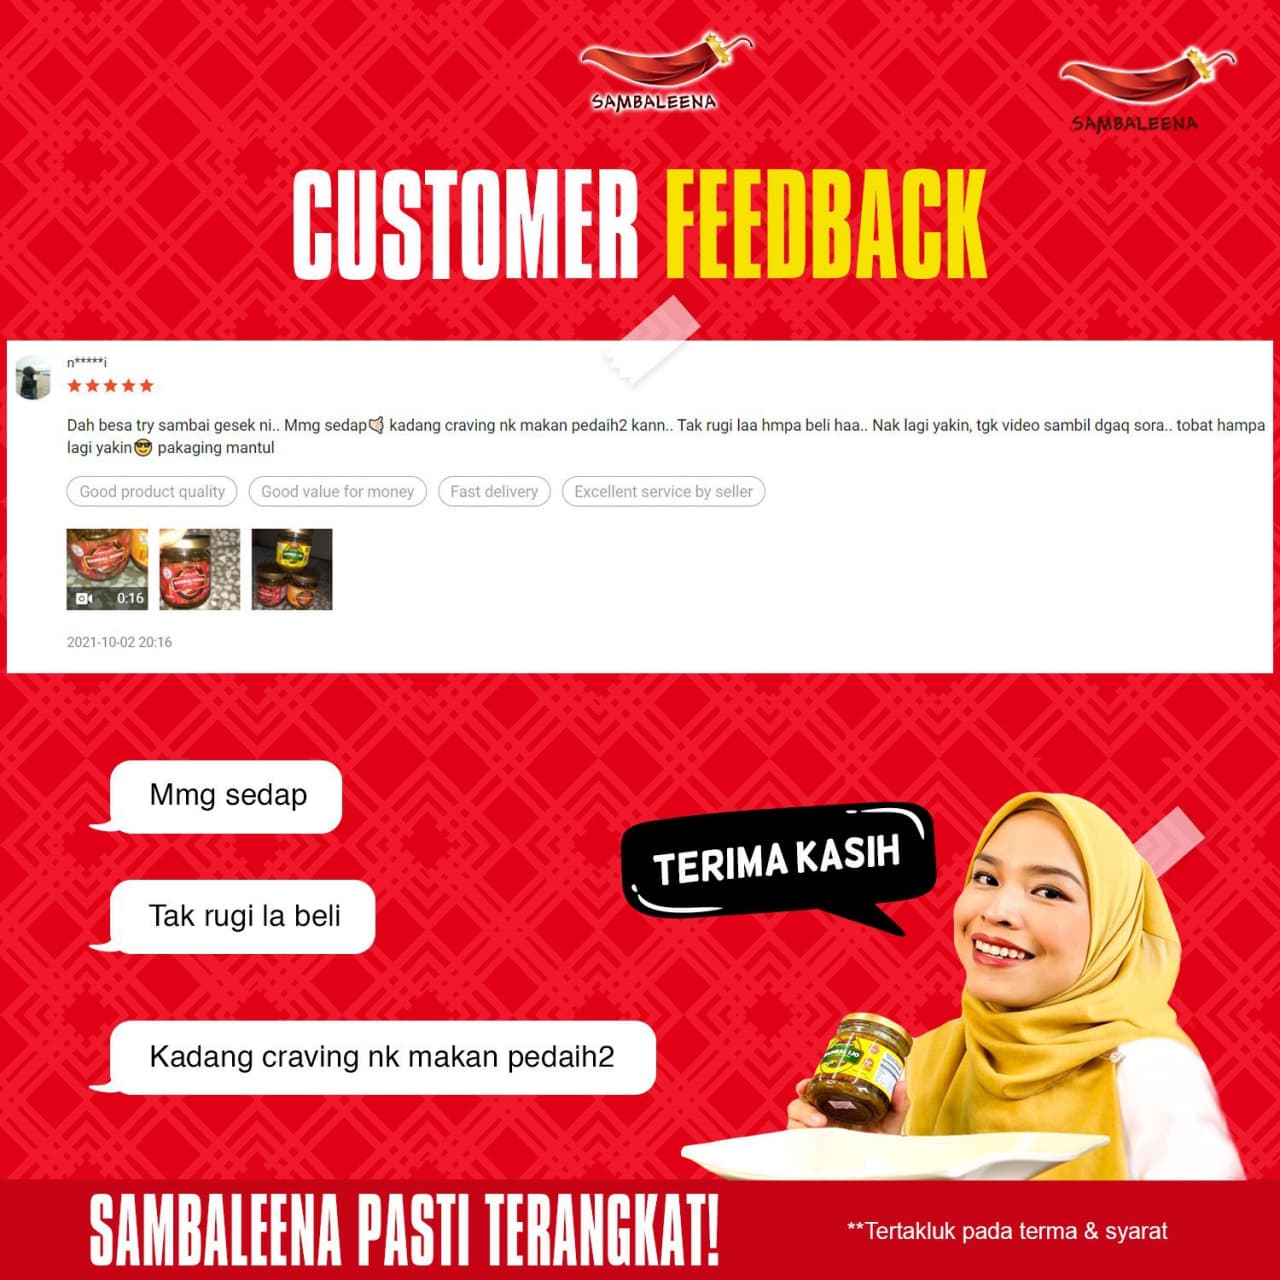 SAMBALEENA
SAMBALEENA
CUSTOMER FEEDBACK
n*****i
Dah besa try sambai gesek ni.. Mmg sedap kadang craving nk makan pedaih2 kann.. Tak rugi laa hmpa beli haa.. Nak lagi yakin, tgk video sambil dgaq sora.. tobat hampa
lagi yakin😎 pakaging mantul
Good product quality
Good value for money
Fast delivery
Excellent service by seller
0:16
2021-10-02 20:16
Mmg sedap
Tak rugi la beli
Kadang craving nk makan pedaih2
TERIMA KASIH
SAMBALEENA PASTI TERANGKAT!
**Tertakluk pada terma & syarat